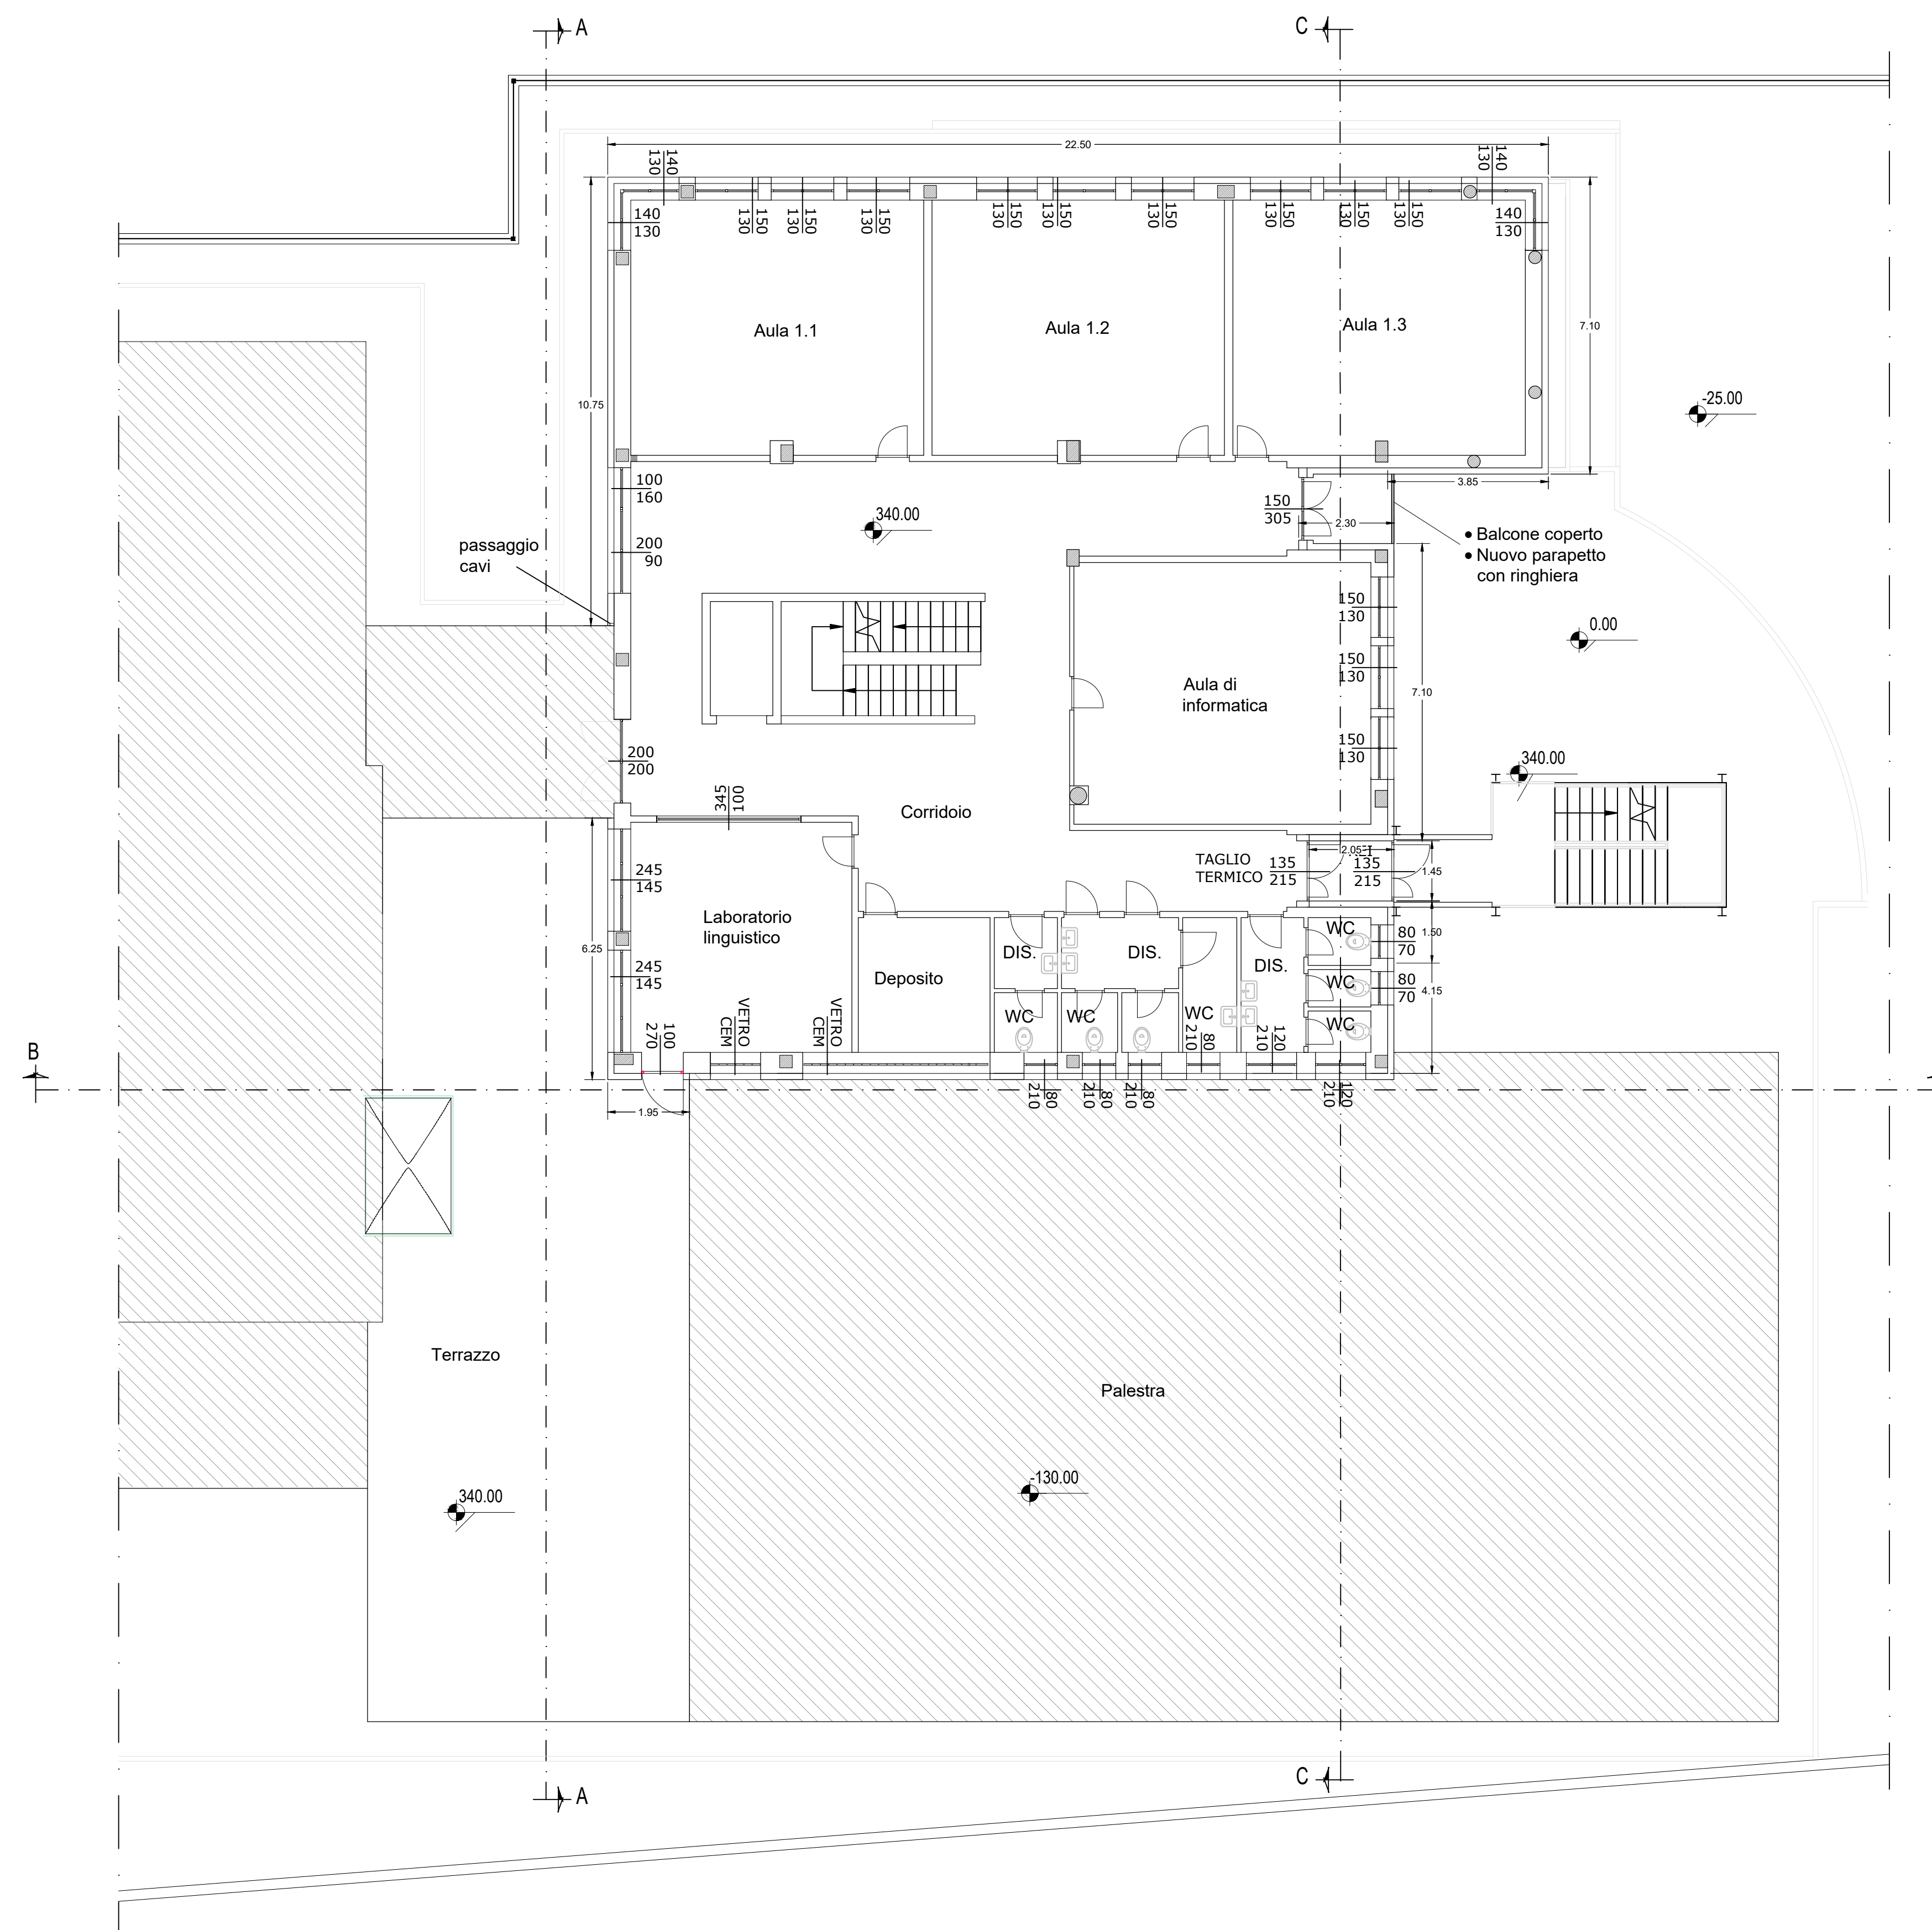 A
C
22.50
140
130
140
130
140
130
150
130
150
130
150
130
150
130
150
130
150
130
150
130
150
130
150
130
140
130
Aula 1.1
Aula 1.2
Aula 1.3
7.10
10.75
-25.00
100
160
340.00
150
305
3.85
2.30
• Balcone coperto
• Nuovo parapetto
con ringhiera
passaggio
cavi
200
90
150
130
0.00
150
130
Aula di
informatica
7.10
150
130
200
200
340.00
345
100
Corridoio
TAGLIO
TERMICO
135
215
2.05
135
215
1.45
245
145
Laboratorio
linguistico
6.25
245
145
Deposito
DIS.
DIS.
DIS.
WC
80
70
1.50
WC
80
70
4.15
WC
WC
WC
WC
VETRO
CEM
VETRO
CEM
100
270
80
210
120
210
80
210
80
210
80
210
120
210
1.95
B
Terrazzo
Palestra
340.00
-130.00
A
C